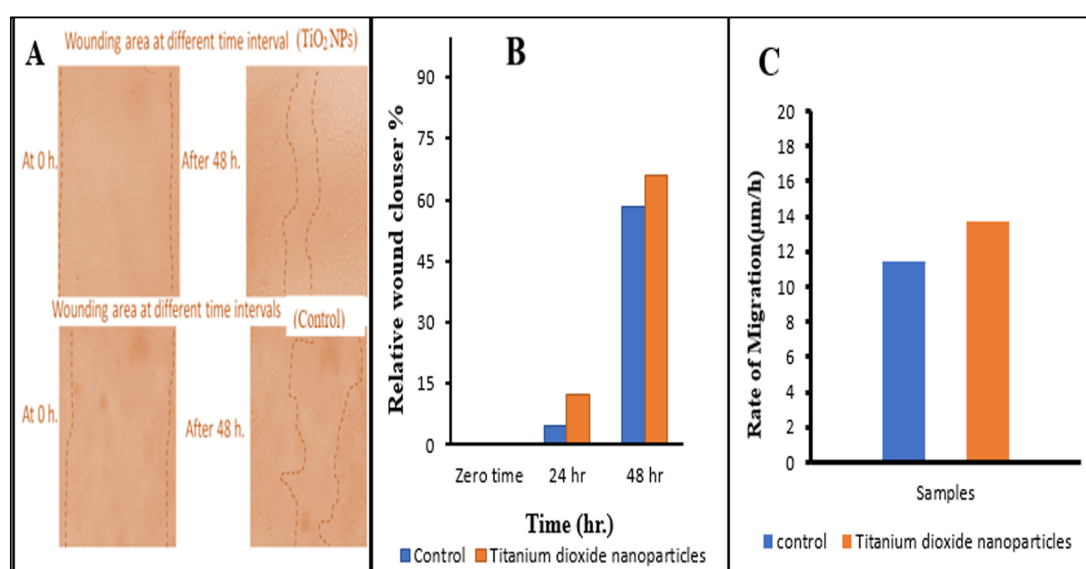 A
Wounding area at different time interval (TiO₂ NPs)
At 0 h.
After 48 h.
Wounding area at different time intervals (Control)
At 0 h.
After 48 h.
B
Relative wound clouser %
90
75
60
45
30
15
0
Zero time 24 hr 48 hr
Time (hr.)
Control Titanium dioxide nanoparticles
C
Rate of Migration(µm/h)
20
18
16
14
12
10
8
6
4
2
0
Samples
control Titanium dioxide nanoparticles